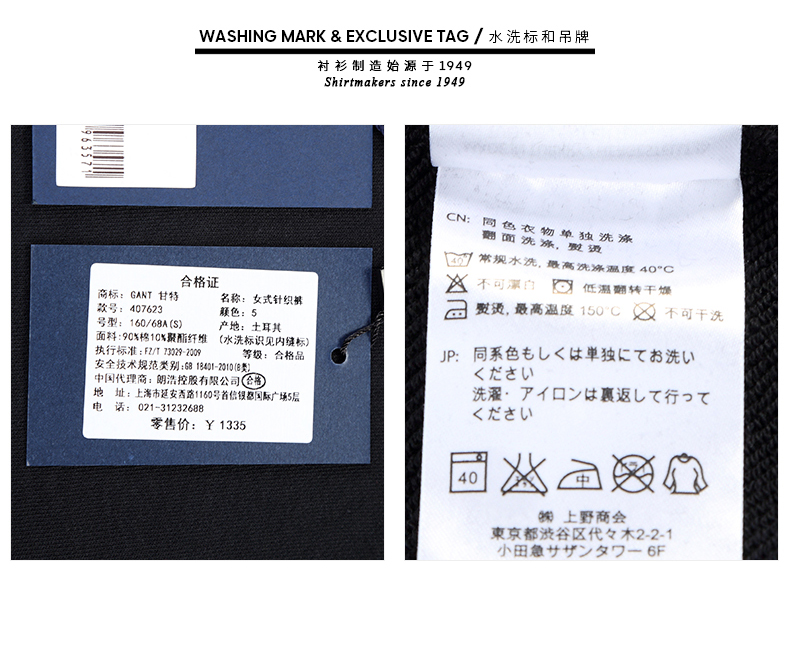 WASHING MARK & EXCLUSIVE TAG / 水洗标和吊牌
衬衫制造始源于1949
Shirtmakers since 1949
963571
合格证
商标：GANT 甘特 名称：女式针织裤
款号：407623 颜色：5
号型：160/68A(S) 产地：土耳其
面料：90%棉10%聚酯纤维 (水洗标识见内缝标)
执行标准：FZ/T 73029-2009 等级：合格品
安全技术规范类别：GB 18401-2010(B类)
中国代理商：朗浩控股有限公司 合格
地 址：上海市延安西路1160号首信银都国际广场5层
电 话：021-31232688
零售价：Y 1335
CN: 同色衣物单独洗涤
翻面洗涤, 熨烫
40 常规水洗, 最高洗涤温度 40°C
不可漂白 低温翻转干燥
熨烫, 最高温度 150°C 不可干洗
JP: 同系色もしくは単独にてお洗い
ください
洗濯・アイロンは裏返して行って
ください
40 中
㈱ 上野商会
東京都渋谷区代々木2-2-1
小田急サザンタワー 6F